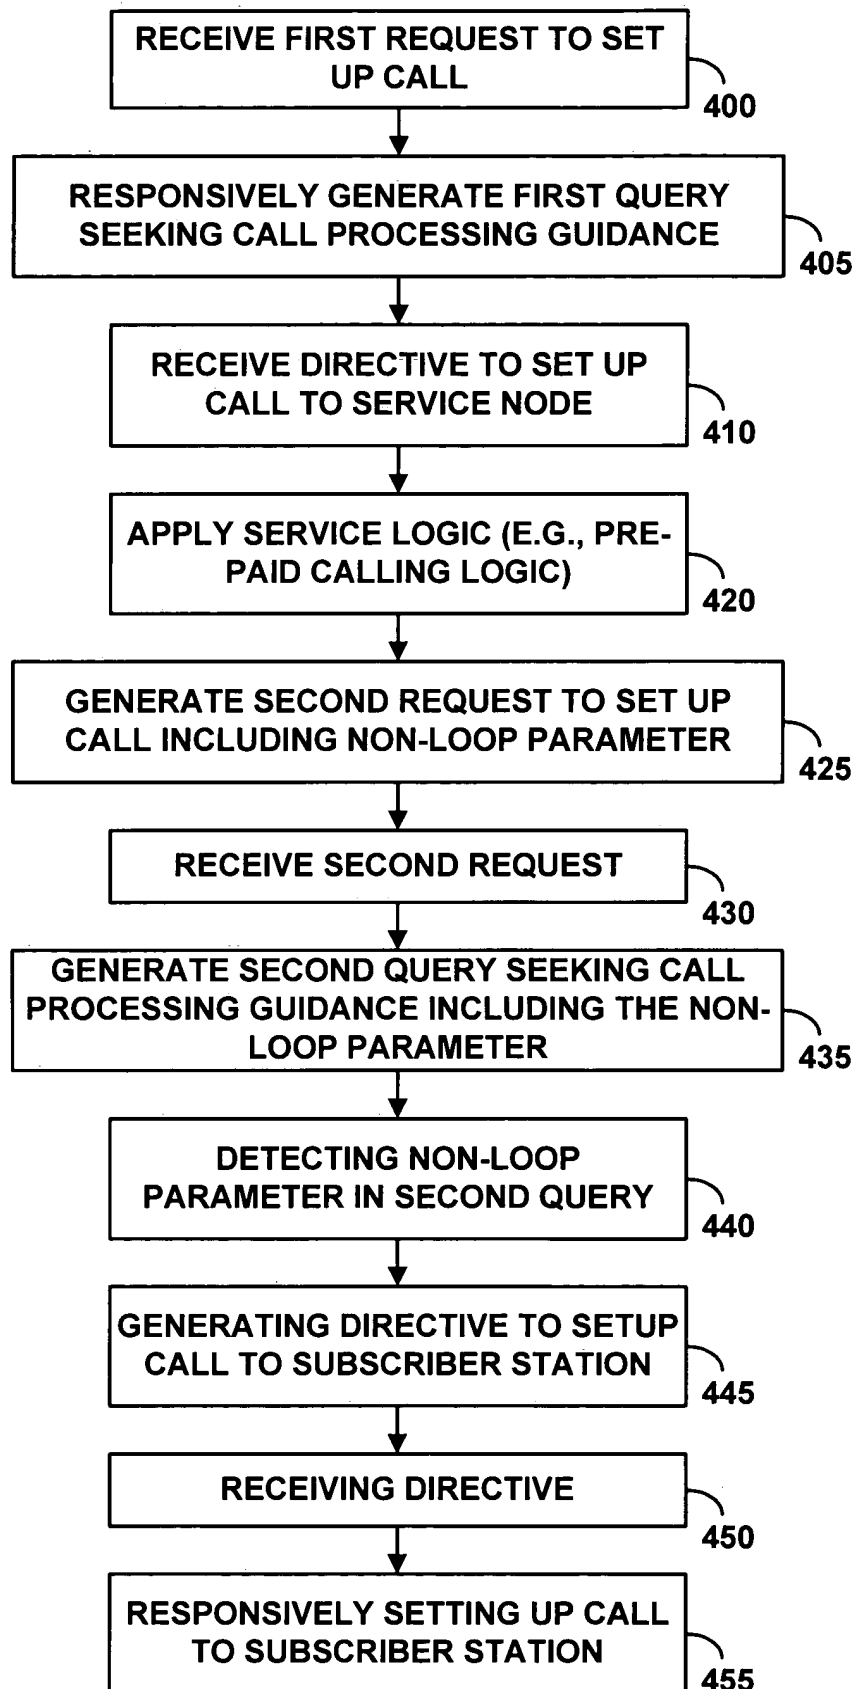 RECEIVE FIRST REQUEST TO SET
UP CALL
400
RESPONSIVELY GENERATE FIRST QUERY
SEEKING CALL PROCESSING GUIDANCE
405
RECEIVE DIRECTIVE TO SET UP
CALL TO SERVICE NODE
410
APPLY SERVICE LOGIC (E.G., PRE-
PAID CALLING LOGIC)
420
GENERATE SECOND REQUEST TO SET UP
CALL INCLUDING NON-LOOP PARAMETER
425
RECEIVE SECOND REQUEST
430
GENERATE SECOND QUERY SEEKING CALL
PROCESSING GUIDANCE INCLUDING THE NON-
LOOP PARAMETER
435
DETECTING NON-LOOP
PARAMETER IN SECOND QUERY
440
GENERATING DIRECTIVE TO SETUP
CALL TO SUBSCRIBER STATION
445
RECEIVING DIRECTIVE
450
RESPONSIVELY SETTING UP CALL
TO SUBSCRIBER STATION
455